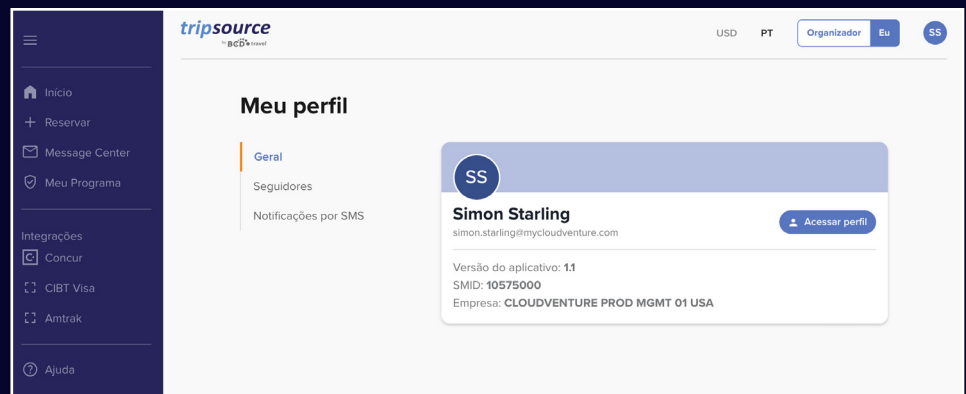 tripsource
by BCD travel
USD
PT
Organizador
Eu
SS
Início
Reservar
Message Center
Meu Programa
Integrações
Concur
CIBT Visa
Amtrak
Ajuda
Meu perfil
Geral
Seguidores
Notificações por SMS
SS
Simon Starling
simon.starling@mycloudventure.com
Acessar perfil
Versão do aplicativo: 1.1
SMID: 10575000
Empresa: CLOUDVENTURE PROD MGMT 01 USA